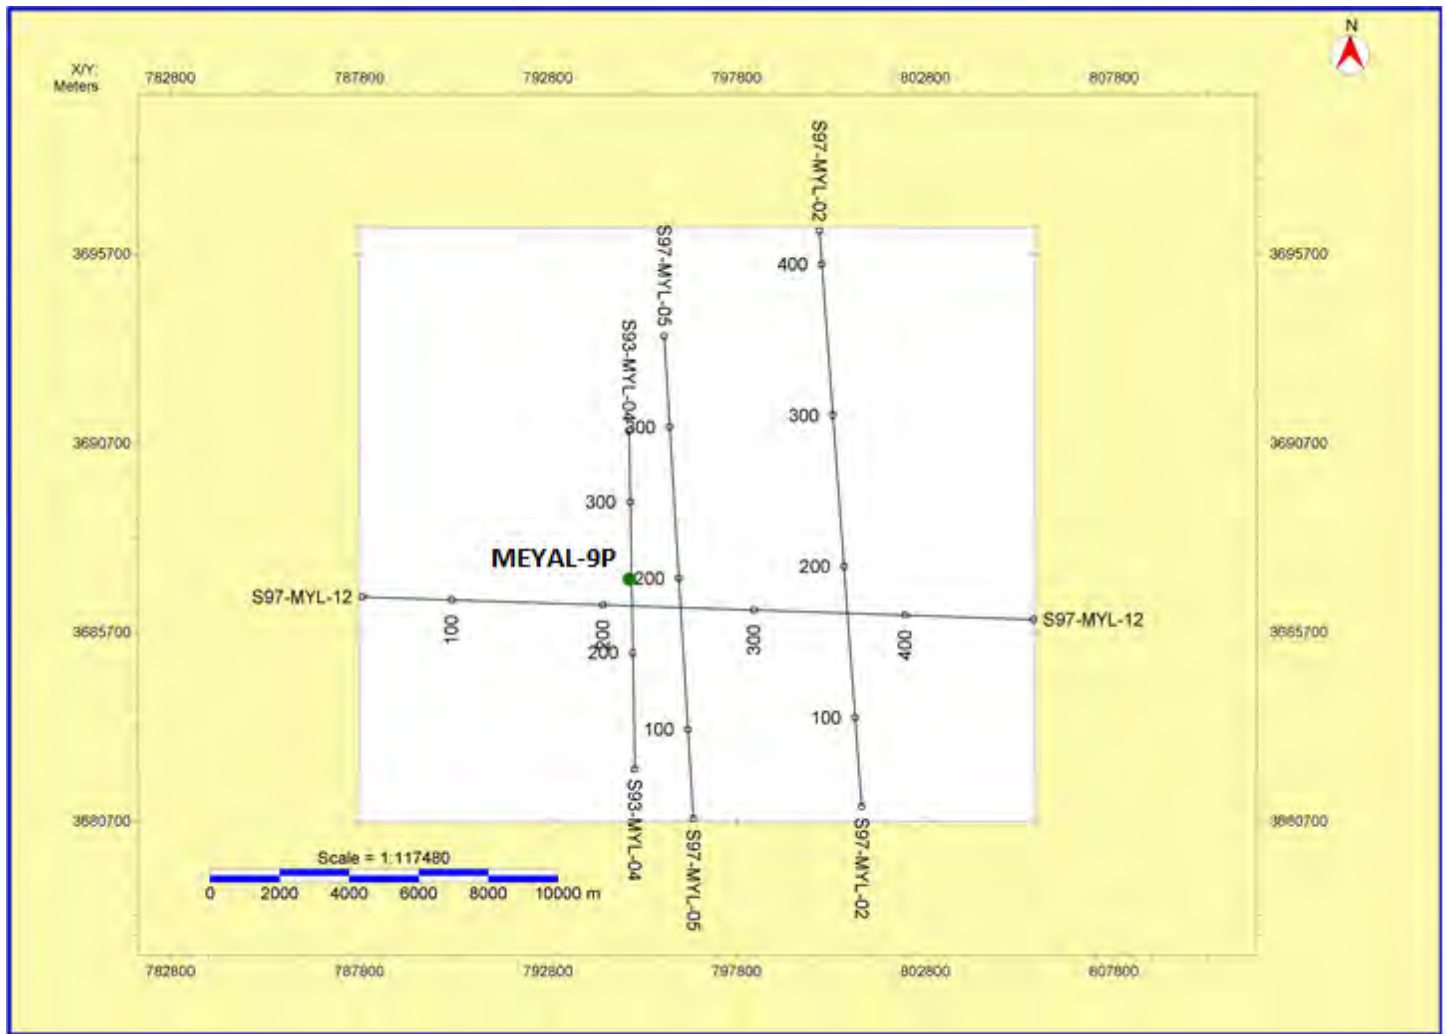 N
X/Y:
Meters
782800 787800 792800 797800 802800 807800
S97-MYL-02
S97-MYL-05
3695700 3695700
400
S93-MYL-04
300
300
3690700 3690700
300
MEYAL-9P
200
200
S97-MYL-12 S97-MYL-12
100 200 300 400
3685700 3685700
200
100
100
S93-MYL-04
S97-MYL-05
S97-MYL-02
3680700 3680700
Scale = 1:117480
0 2000 4000 6000 8000 10000 m
782800 787800 792800 797800 802800 807800